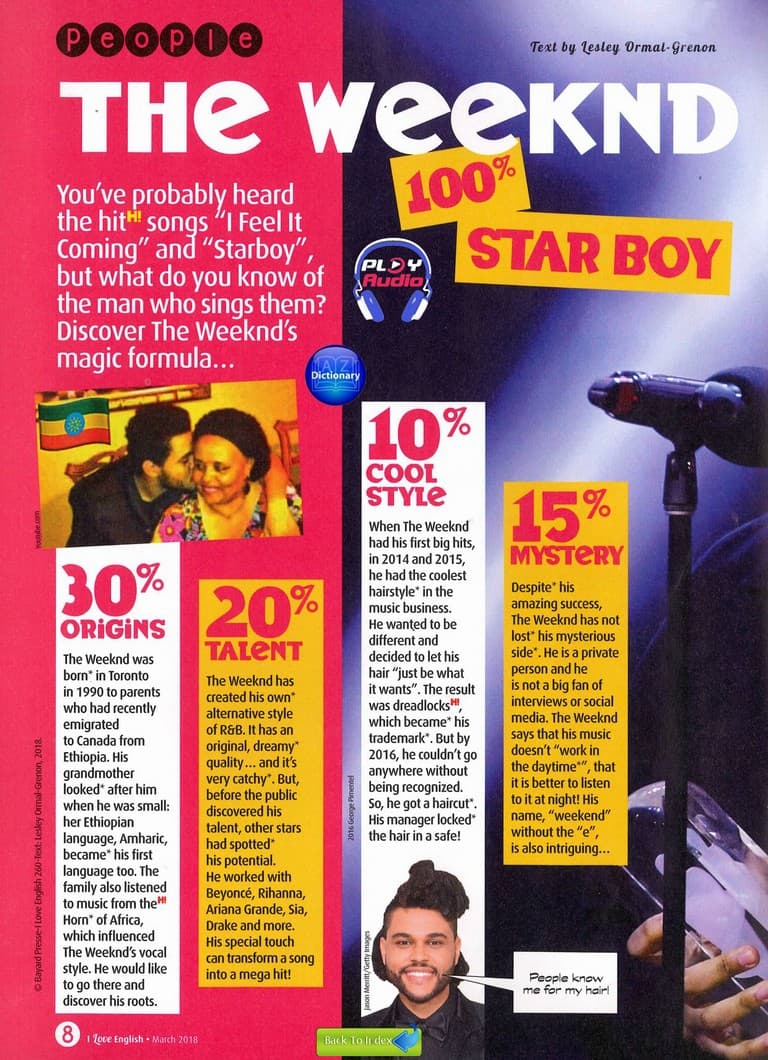 People
Text by Lesley Ormal-Grenon
THE WEEKND
100%
STAR BOY
You've probably heard
the hitH! songs "I Feel It
Coming" and "Starboy",
but what do you know of
the man who sings them?
Discover The Weeknd's
magic formula...
PLAY
Audio
A Z
Dictionary
Youtube.com
30%
ORIGINS
The Weeknd was
born* in Toronto
in 1990 to parents
who had recently
emigrated
to Canada from
Ethiopia. His
grandmother
looked* after him
when he was small:
her Ethiopian
language, Amharic,
became* his first
language too. The
family also listened
to music from theH!
Horn* of Africa,
which influenced
The Weeknd's vocal
style. He would like
to go there and
discover his roots.
20%
TALENT
The Weeknd has
created his own*
alternative style
of R&B. It has an
original, dreamy*
quality... and it's
very catchy*. But,
before the public
discovered his
talent, other stars
had spotted*
his potential.
He worked with
Beyoncé, Rihanna,
Ariana Grande, Sia,
Drake and more.
His special touch
can transform a song
into a mega hit!
10%
COOL
STYLE
When The Weeknd
had his first big hits,
in 2014 and 2015,
he had the coolest
hairstyle* in the
music business.
He wanted to be
different and
decided to let his
hair "just be what
it wants". The result
was dreadlocksH!,
which became* his
trademark*. But by
2016, he couldn't go
anywhere without
being recognized.
So, he got a haircut*.
His manager locked*
the hair in a safe!
15%
MYSTERY
Despite* his
amazing success,
The Weeknd has not
lost* his mysterious
side*. He is a private
person and he
is not a big fan of
interviews or social
media. The Weeknd
says that his music
doesn't "work in
the daytime*", that
it is better to listen
to it at night! His
name, "weekend"
without the "e",
is also intriguing...
People know
me for my hair!
2016 George Pimentel
Jason Merritt/Getty Images
© Bayard Presse-I Love English 260-Text: Lesley Ormal-Grenon, 2018.
8 I Love English • March 2018
Back To Index